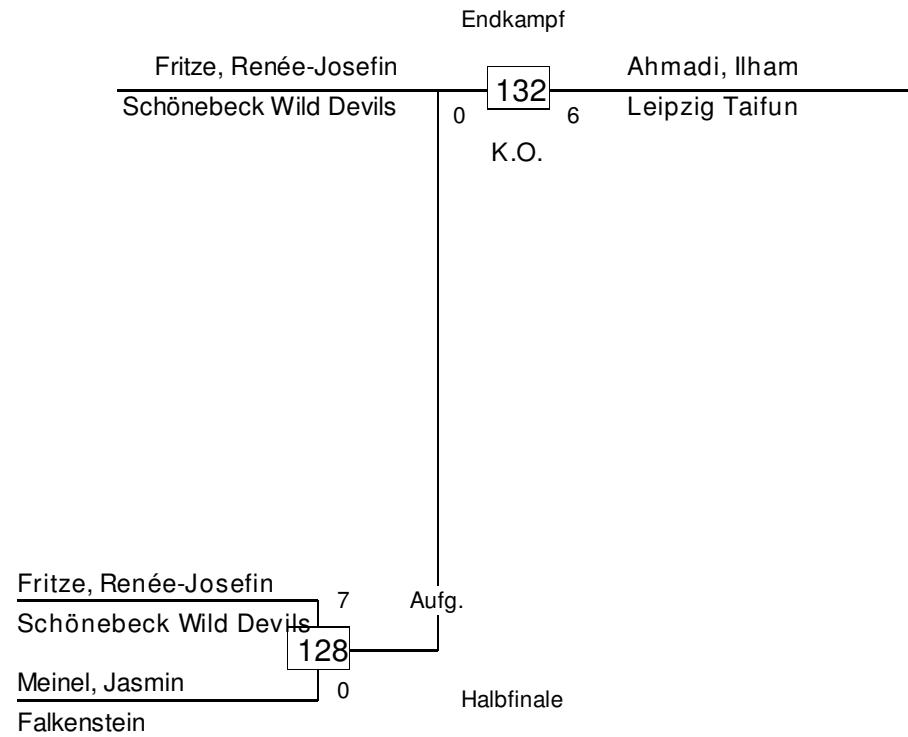 Endkampf
Fritze, Renée-Josefin
132
Ahmadi, Ilham
Schönebeck Wild Devils
0
6
Leipzig Taifun
K.O.
Fritze, Renée-Josefin
7
Aufg.
Schönebeck Wild Devils
128
Meinel, Jasmin
0
Halbfinale
Falkenstein